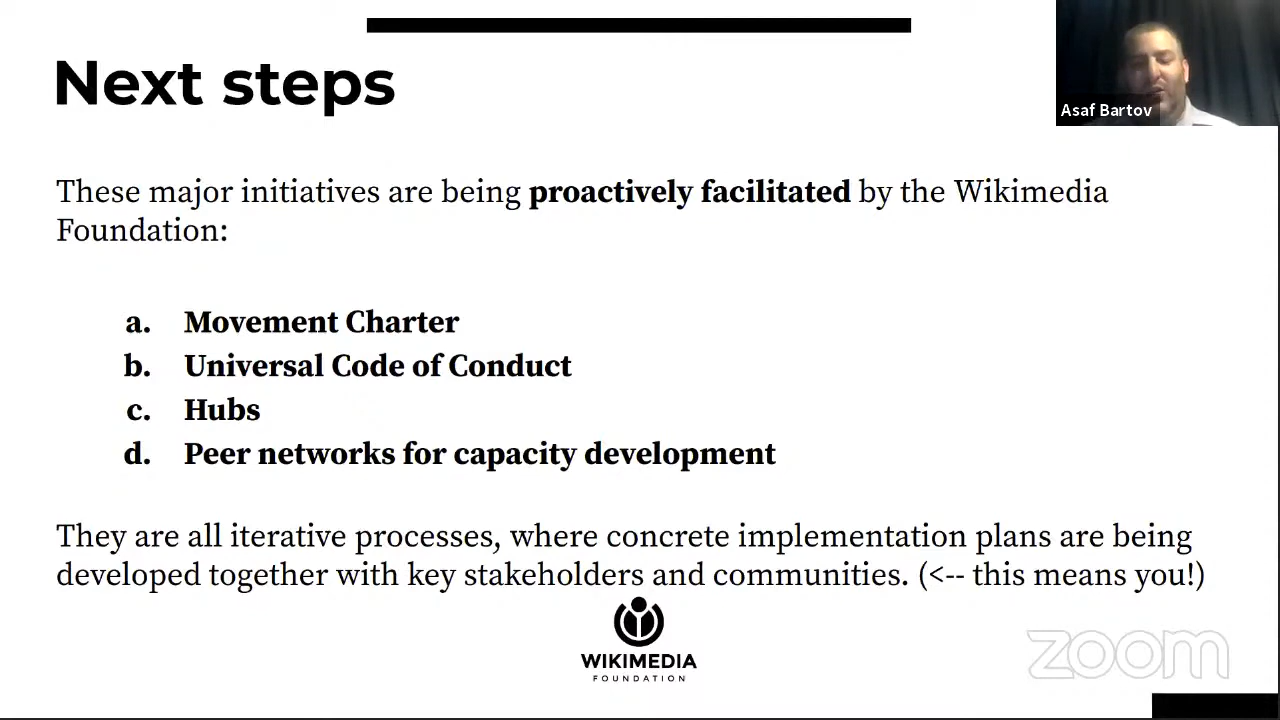 Next steps
Asaf Bartov
These major initiatives are being proactively facilitated by the Wikimedia
Foundation:
a. Movement Charter
b. Universal Code of Conduct
c. Hubs
d. Peer networks for capacity development
They are all iterative processes, where concrete implementation plans are being
developed together with key stakeholders and communities. (<-- this means you!)
WIKIMEDIA
FOUNDATION
zoom